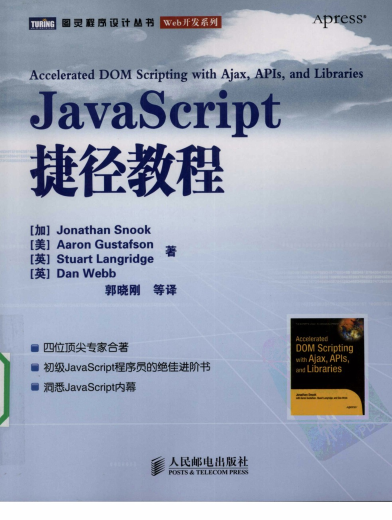 TURING 图灵程序设计丛书 Web开发系列
Apress®
Accelerated DOM Scripting with Ajax, APIs, and Libraries
JavaScript
捷径教程
[加] Jonathan Snook
[美] Aaron Gustafson
[英] Stuart Langridge
[英] Dan Webb
著
郭晓刚 等译
四位顶尖专家合著
初级JavaScript程序员的绝佳进阶书
洞悉JavaScript内幕
Accelerated
DOM Scripting
with Ajax, APIs,
and Libraries
Jonathan Snook
人民邮电出版社
POSTS & TELECOM PRESS